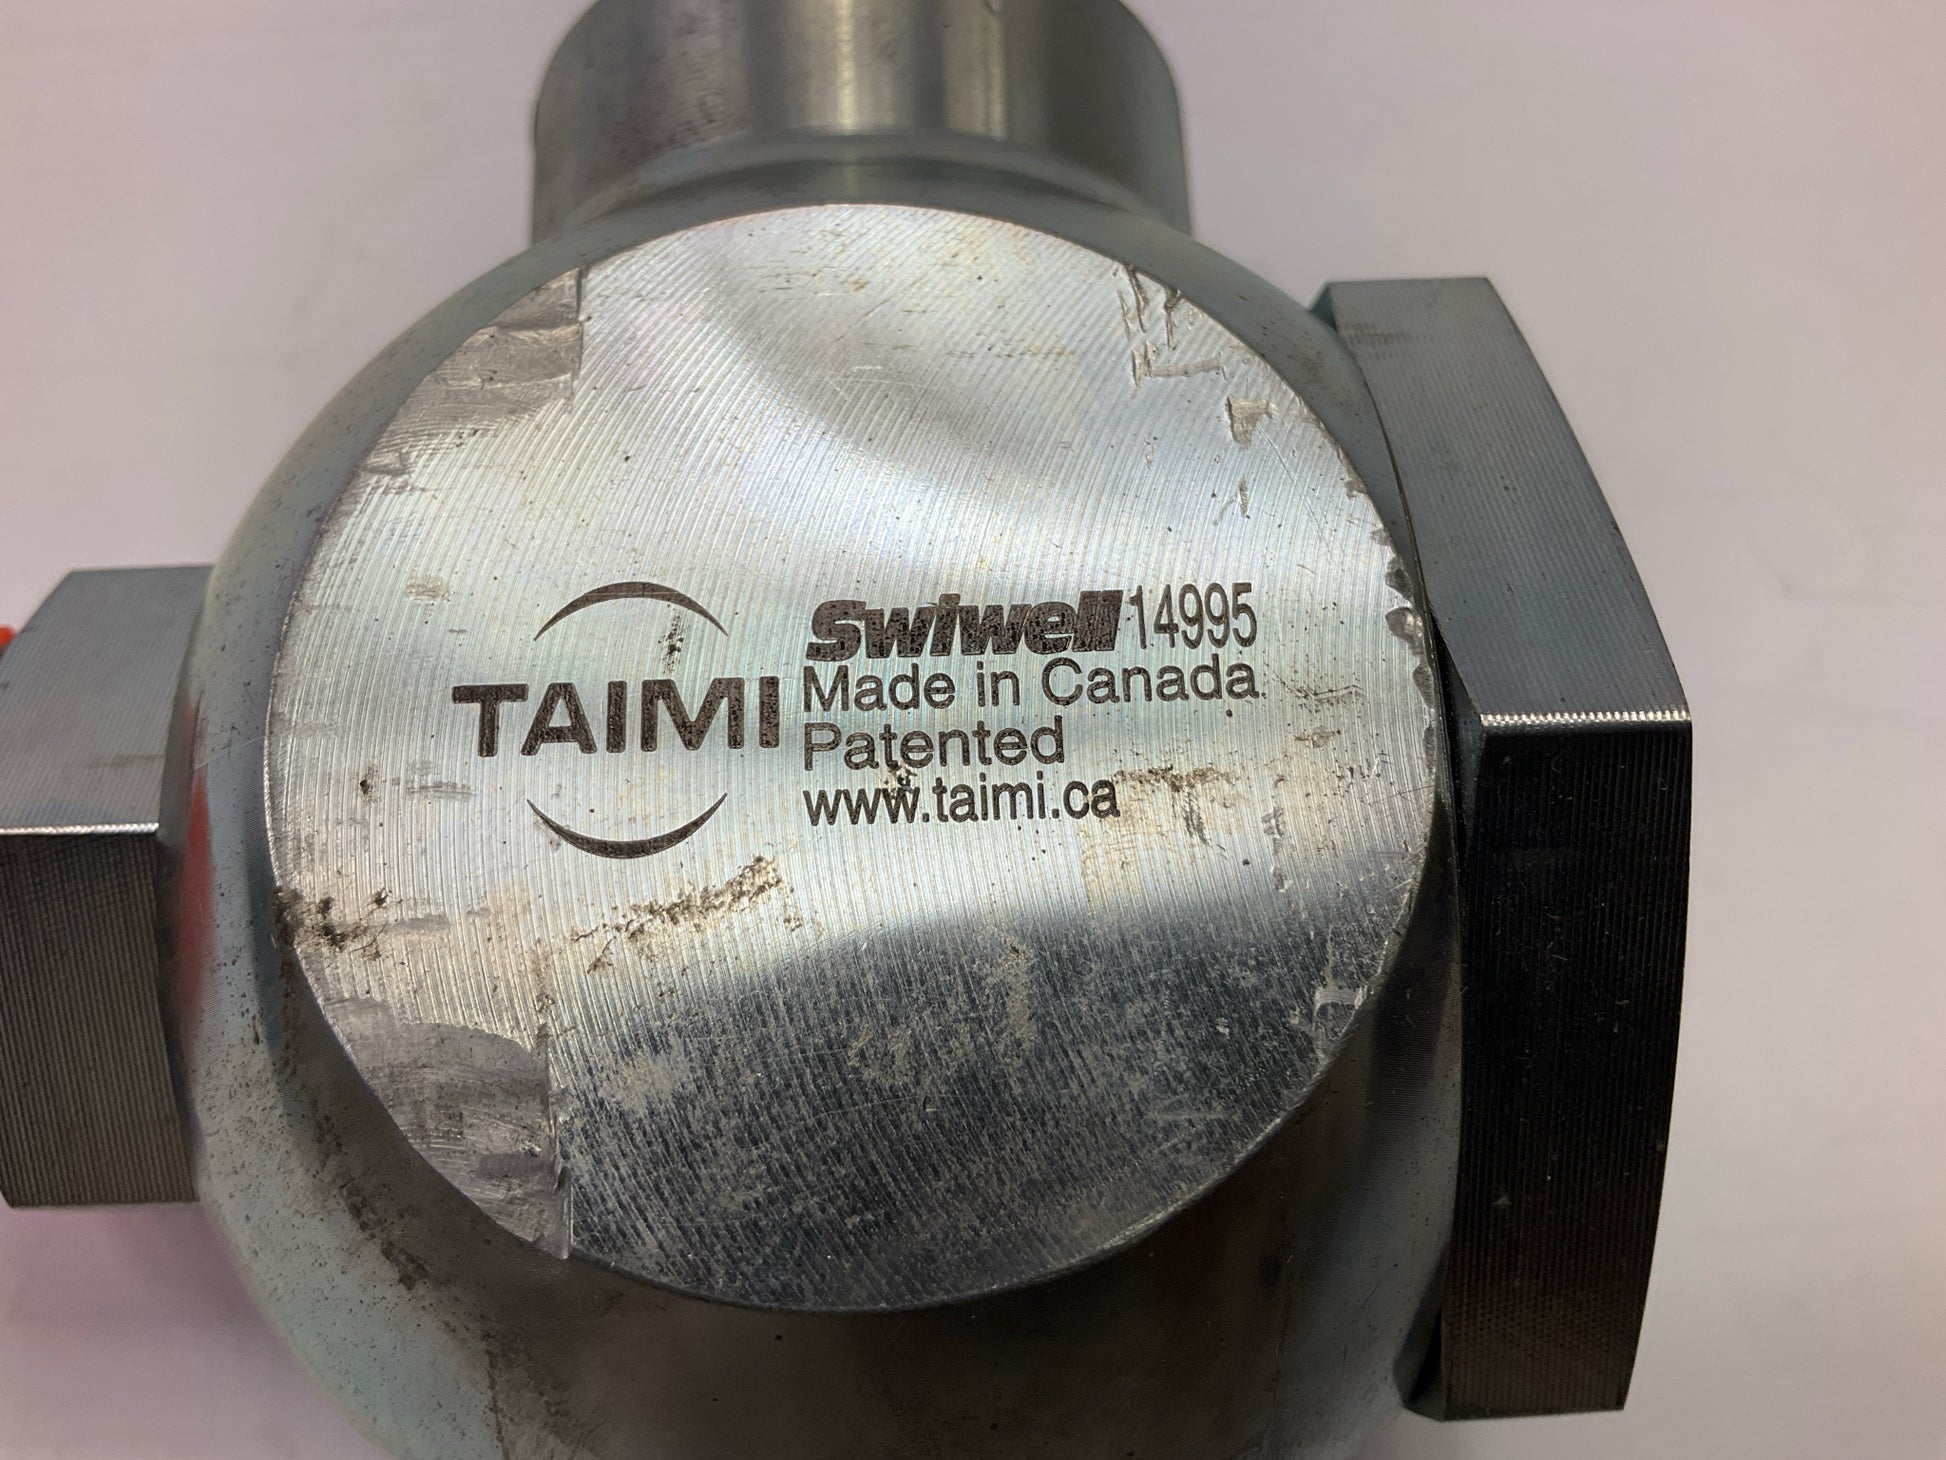 TAIMI
Swiwell 14995
Made in Canada
Patented
www.taimi.ca